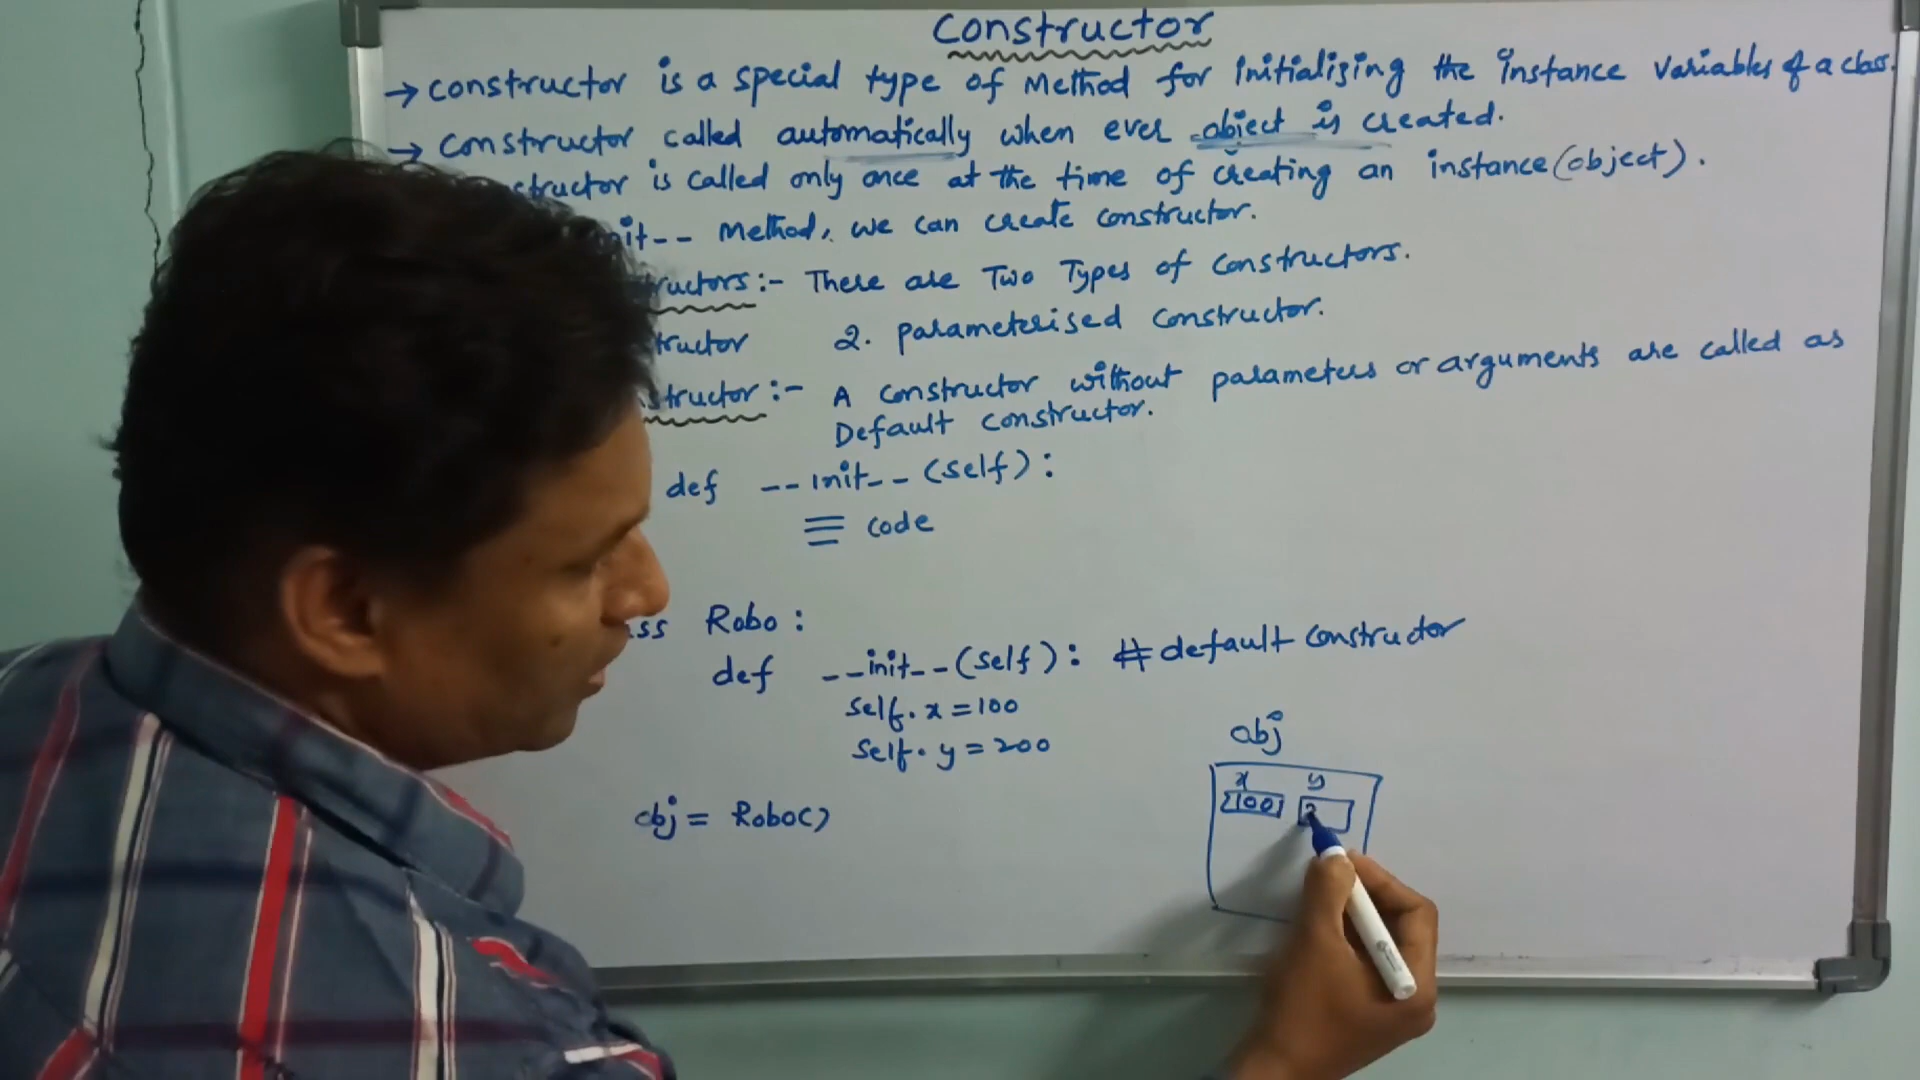 Constructor
→ constructor is a special type of Method for initialising the instance variables of a class.
→ constructor called automatically when ever object is created.
structor is called only once at the time of creating an instance(object).
nit-- Method, we can create constructor.
ructors :- There are Two Types of constructors.
tructor 2. parameterised constructor.
structor :- A constructor without parameters or arguments are called as
Default constructor.
def --init-- (self):
code
ss Robo :
def --init--(self): # default constructor
self.x=100
self.y=200
obj
x y
100 2
obj = Robo()